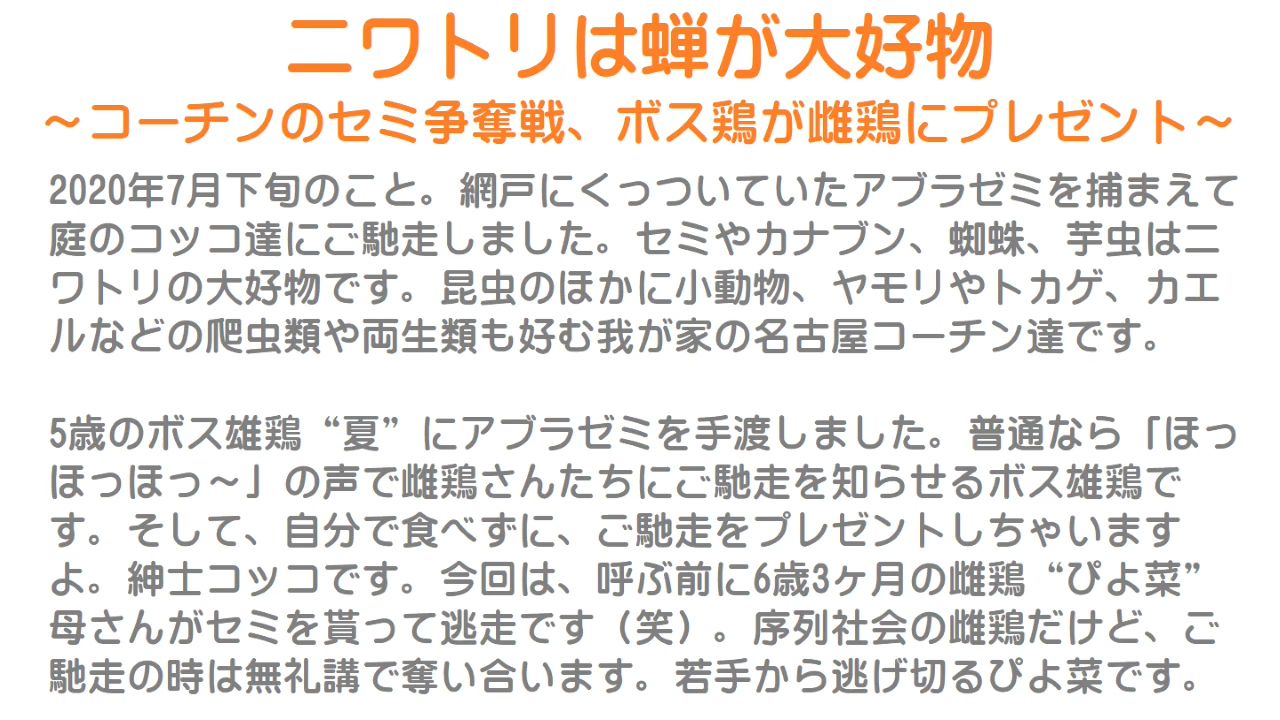 ニワトリは蝉が大好物
～コーチンのセミ争奪戦、ボス鶏が雌鶏にプレゼント～
2020年7月下旬のこと。網戸にくっついていたアブラゼミを捕まえて
庭のコッコ達にご馳走しました。セミやカナブン、蜘蛛、芋虫はニ
ワトリの大好物です。昆虫のほかに小動物、ヤモリやトカゲ、カエ
ルなどの爬虫類や両生類も好む我が家の名古屋コーチン達です。
5歳のボス雄鶏“夏”にアブラゼミを手渡しました。普通なら「ほっ
ほっほっ～」の声で雌鶏さんたちにご馳走を知らせるボス雄鶏で
す。そして、自分で食べずに、ご馳走をプレゼントしちゃいます
よ。紳士コッコです。今回は、呼ぶ前に6歳3ヶ月の雌鶏“ぴよ菜”
母さんがセミを貰って逃走です（笑）。序列社会の雌鶏だけど、ご
馳走の時は無礼講で奪い合います。若手から逃げ切るぴよ菜です。